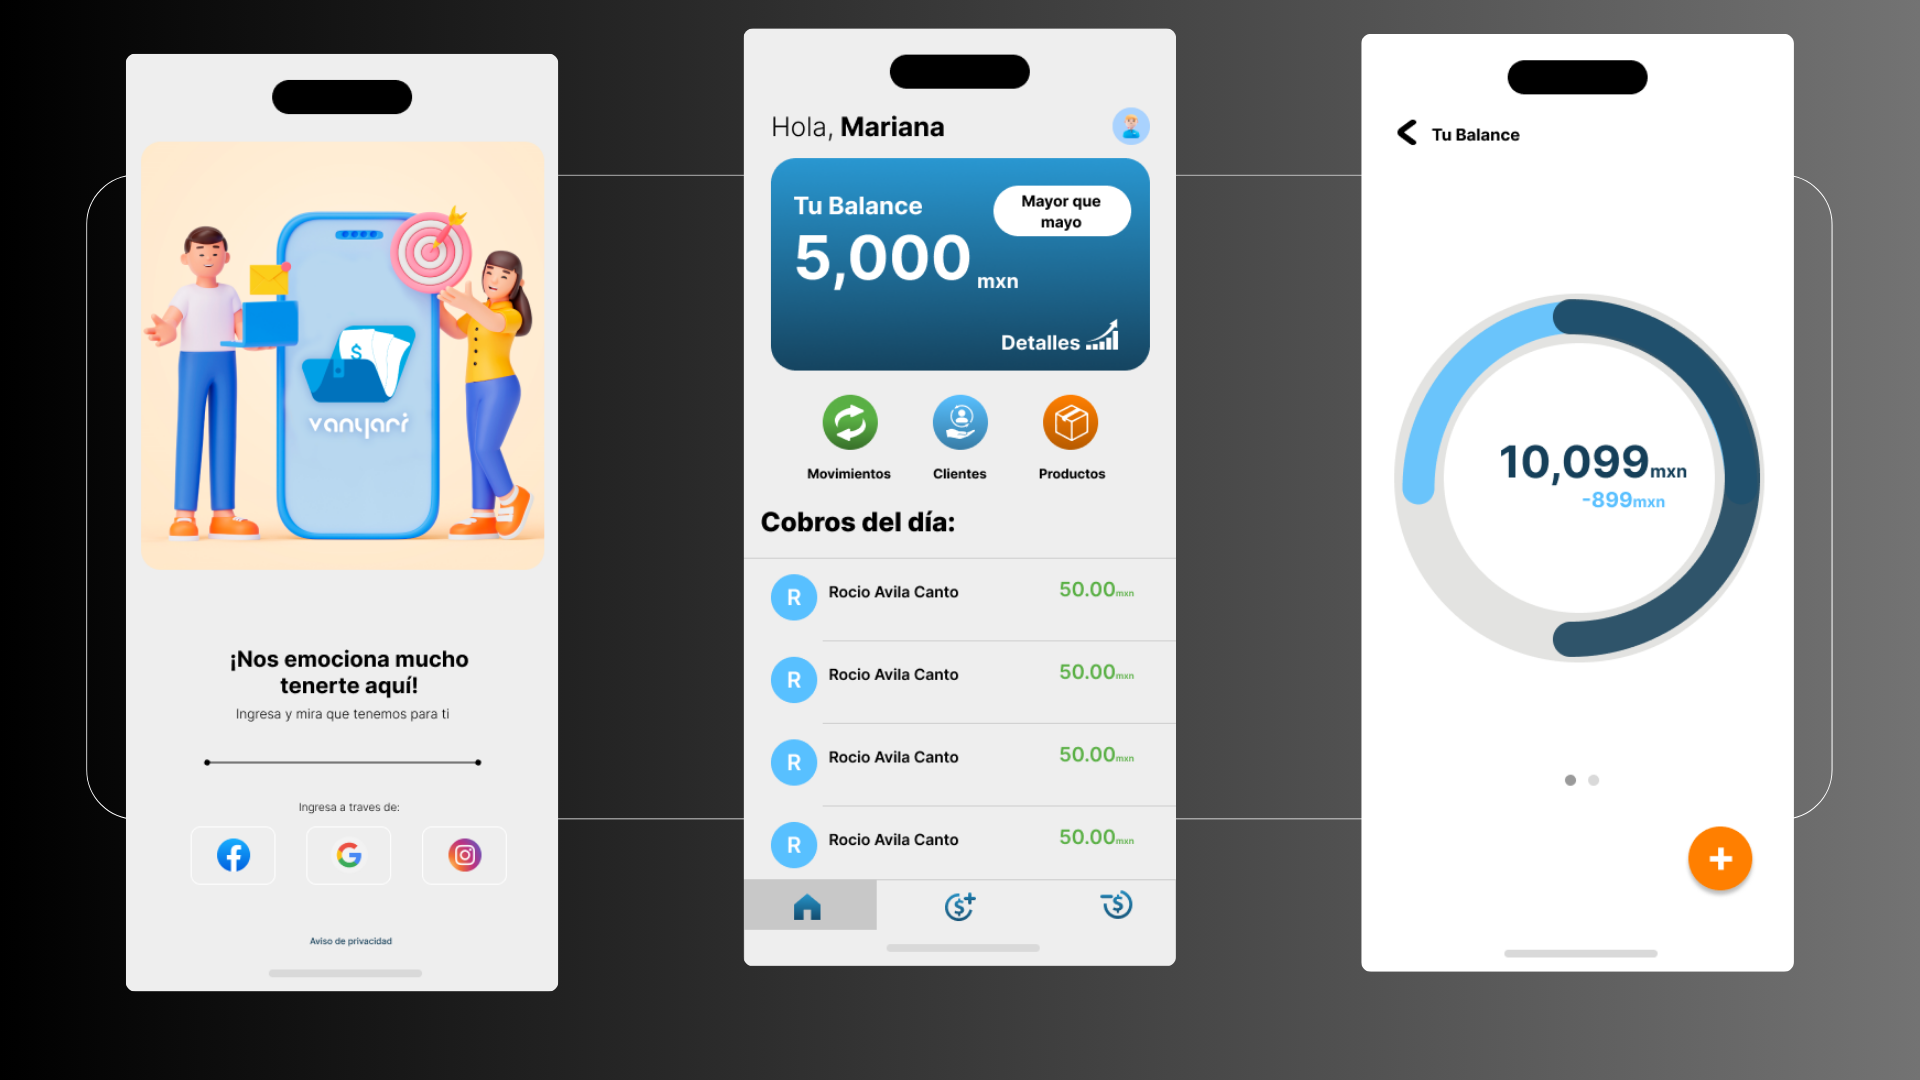 vanyari
¡Nos emociona mucho
tenerte aquí!
Ingresa y mira que tenemos para ti
Ingresa a traves de:
Aviso de privacidad
Hola, Mariana
Tu Balance
Mayor que
mayo
5,000 mxn
Detalles
Movimientos
Clientes
Productos
Cobros del día:
R
Rocio Avila Canto
50.00mxn
R
Rocio Avila Canto
50.00mxn
R
Rocio Avila Canto
50.00mxn
R
Rocio Avila Canto
50.00mxn
Tu Balance
10,099mxn
-899mxn